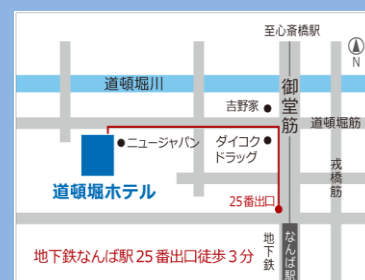 至心斎橋駅
N
道頓堀川
御堂筋
吉野家
道頓堀筋
ニュージャパン
ダイコク
ドラッグ
戎橋筋
道頓堀ホテル
25番出口
地下鉄
なんば駅
地下鉄なんば駅25番出口徒歩3分